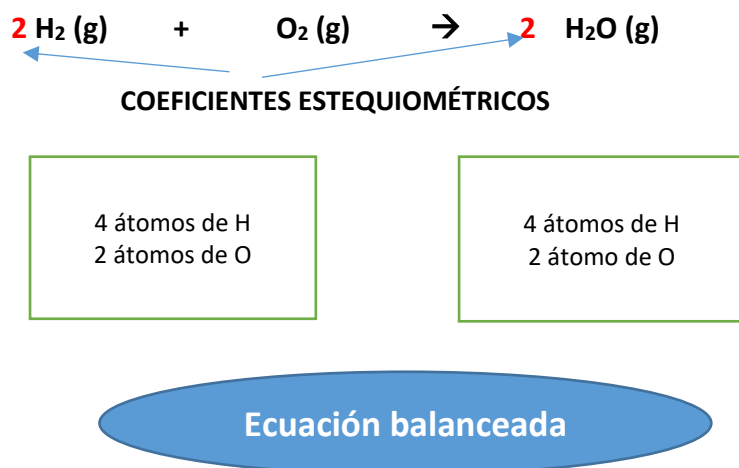 2 H₂ (g) + O₂ (g) → 2 H₂O (g)
COEFICIENTES ESTEQUIOMÉTRICOS
4 átomos de H
2 átomos de O
4 átomos de H
2 átomo de O
Ecuación balanceada